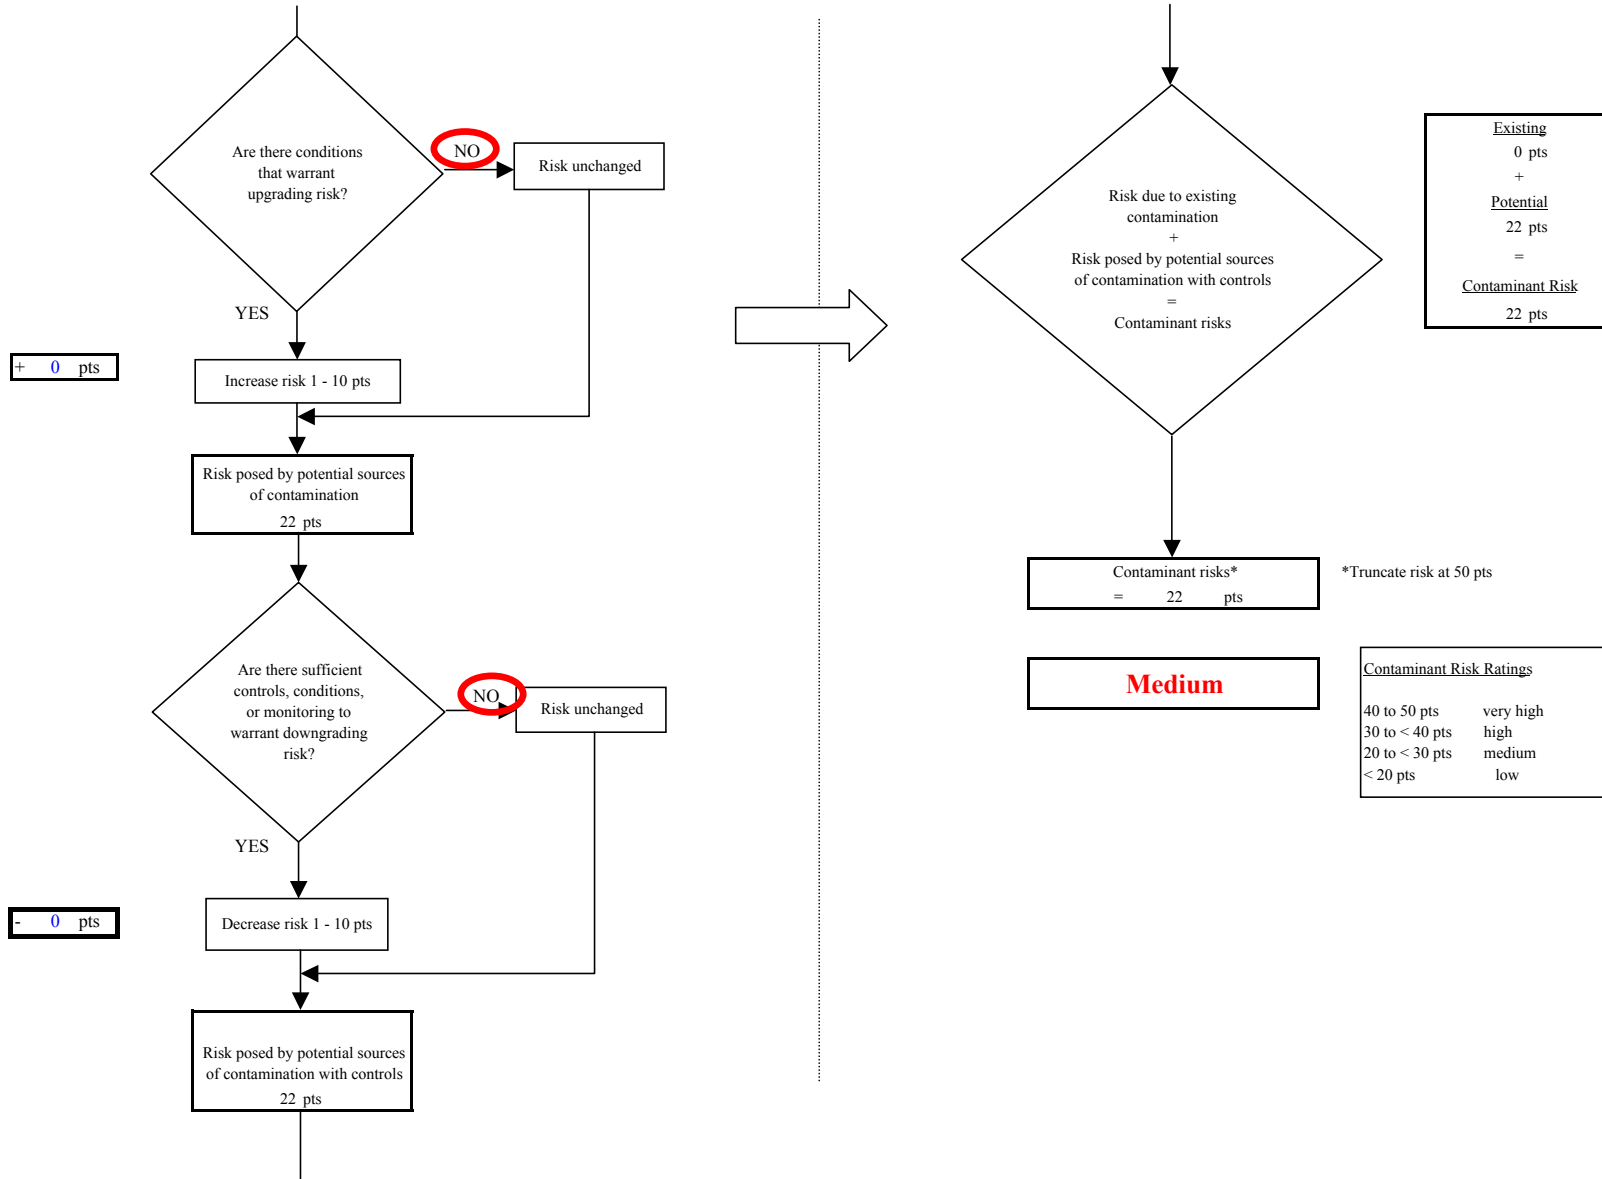 Are there conditions
that warrant
upgrading risk?
NO
Risk unchanged
YES
+ 0 pts
Increase risk 1 - 10 pts
Risk posed by potential sources
of contamination
22 pts
Are there sufficient
controls, conditions,
or monitoring to
warrant downgrading
risk?
NO
Risk unchanged
YES
- 0 pts
Decrease risk 1 - 10 pts
Risk posed by potential sources
of contamination with controls
22 pts
Risk due to existing
contamination
+
Risk posed by potential sources
of contamination with controls
=
Contaminant risks
Existing
0 pts
+
Potential
22 pts
=
Contaminant Risk
22 pts
Contaminant risks*
= 22 pts
*Truncate risk at 50 pts
Medium
Contaminant Risk Ratings
40 to 50 pts very high
30 to < 40 pts high
20 to < 30 pts medium
< 20 pts low